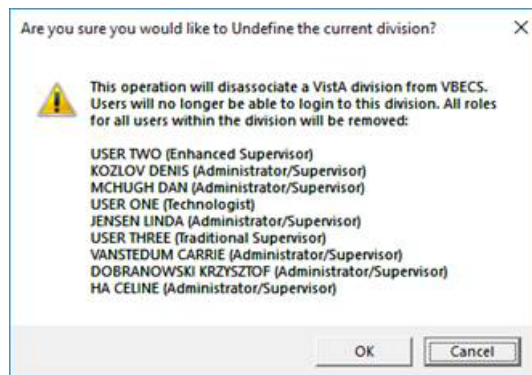 Are you sure you would like to Undefine the current division?
This operation will disassociate a VistA division from VBECS.
Users will no longer be able to login to this division. All roles
for all users within the division will be removed:
USER TWO (Enhanced Supervisor)
KOZLOV DENIS (Administrator/Supervisor)
MCHUGH DAN (Administrator/Supervisor)
USER ONE (Technologist)
JENSEN LINDA (Administrator/Supervisor)
USER THREE (Traditional Supervisor)
VANSTEDUM CARRIE (Administrator/Supervisor)
DOBRANOWSKI KRZYSZTOF (Administrator/Supervisor)
HA CELINE (Administrator/Supervisor)
OK Cancel